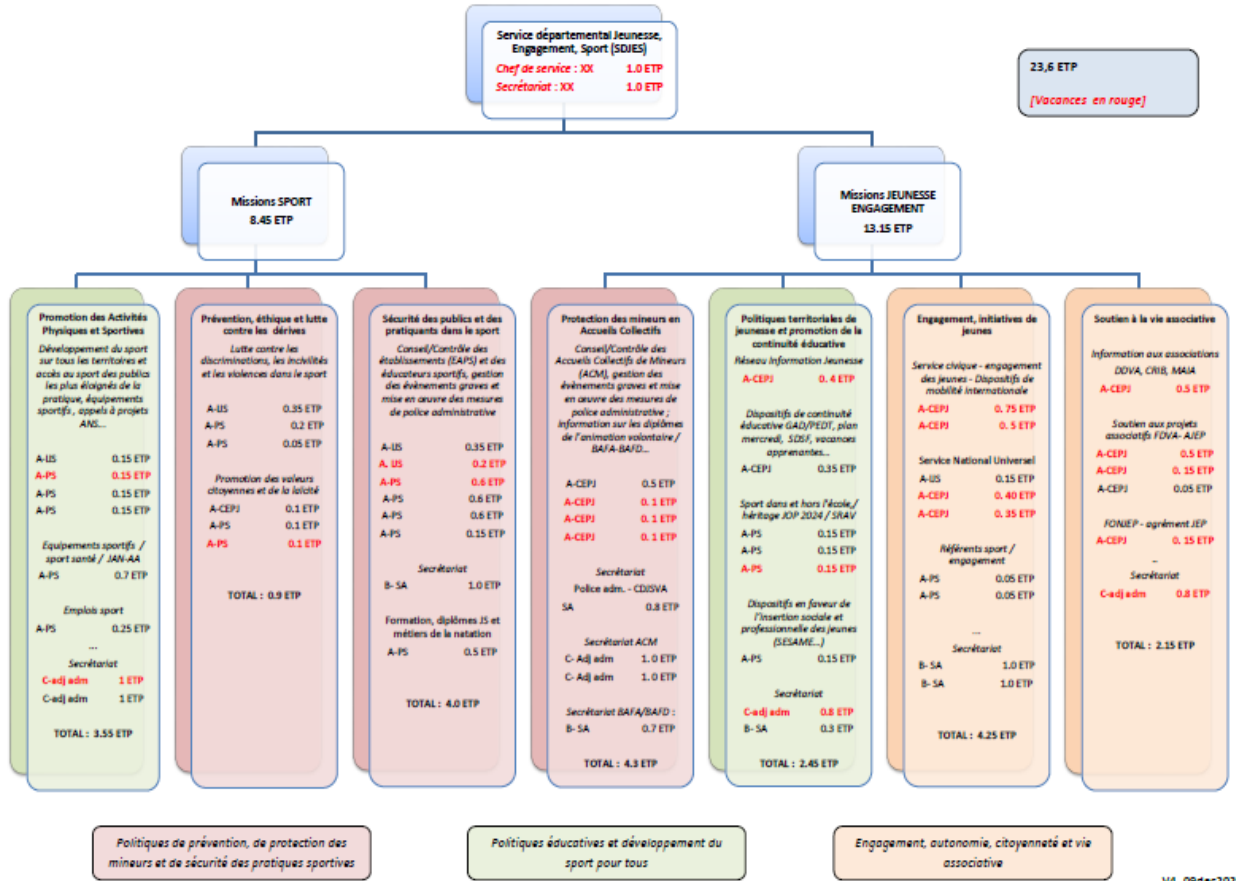 Service départemental Jeunesse,
Engagement, Sport (SDJES)
Chef de service : XX 1.0 ETP
Secrétariat : XX 1.0 ETP
23,6 ETP
[Vacances en rouge]
Missions SPORT
8.45 ETP
Missions JEUNESSE
ENGAGEMENT
13.15 ETP
Promotion des Activités
Physiques et Sportives
Développement du sport
sur tous les territoires et
accès au sport des publics
les plus éloignés de la
pratique, équipements
sportifs, appels à projets
ANS...
A-IJS 0.15 ETP
A-PS 0.15 ETP
A-PS 0.15 ETP
A-PS 0.15 ETP
Equipements sportifs /
sport santé / JAN-AA
A-PS 0.7 ETP
Emplois sport
A-PS 0.25 ETP
...
Secrétariat
C-adj adm 1 ETP
C-adj adm 1 ETP
TOTAL : 3.55 ETP
Prévention, éthique et lutte
contre les dérives
Lutte contre les
discriminations, les incivilités
et les violences dans le sport
A-IJS 0.35 ETP
A-PS 0.2 ETP
A-PS 0.05 ETP
Promotion des valeurs
citoyennes et de la laïcité
A-CEPJ 0.1 ETP
A-PS 0.1 ETP
A-PS 0.1 ETP
TOTAL : 0.9 ETP
Sécurité des publics et des
pratiquants dans le sport
Conseil/Contrôle des
établissements (EAPS) et des
éducateurs sportifs, gestion
des évènements graves et
mise en œuvre des mesures
de police administrative
A-IJS 0.35 ETP
A. IJS 0.2 ETP
A-PS 0.6 ETP
A-PS 0.6 ETP
A-PS 0.6 ETP
A-PS 0.15 ETP
Secrétariat
B- SA 1.0 ETP
Formation, diplômes JS et
métiers de la natation
A-PS 0.5 ETP
TOTAL : 4.0 ETP
Protection des mineurs en
Accueils Collectifs
Conseil/Contrôle des
Accueils Collectifs de Mineurs
(ACM), gestion des
évènements graves et mise
en œuvre des mesures de
police administrative ;
Information sur les diplômes
de l'animation volontaire /
BAFA-BAFD...
A-CEPJ 0.5 ETP
A-CEPJ 0. 1 ETP
A-CEPJ 0. 1 ETP
A-CEPJ 0. 1 ETP
Secrétariat
Police adm. - CDJSVA
SA 0.8 ETP
Secrétariat ACM
C- Adj adm 1. 0 ETP
C- Adj adm 1. 0 ETP
Secrétariat BAFA/BAFD :
B- SA 0.7 ETP
TOTAL : 4.3 ETP
Politiques territoriales de
jeunesse et promotion de la
continuité éducative
Réseau Information Jeunesse
A-CEPJ 0. 4 ETP
Dispositifs de continuité
éducative GAD/PEDT, plan
mercredi, SDSF, vacances
apprenantes...
A-CEPJ 0.35 ETP
Sport dans et hors l'école,/
héritage JOP 2024 / SRAV
A-PS 0.15 ETP
A-PS 0.15 ETP
A-PS 0.15 ETP
Dispositifs en faveur de
l'insertion sociale et
professionnelle des jeunes
(SESAME...)
A-PS 0.15 ETP
Secrétariat
C-adj adm 0.8 ETP
B- SA 0.3 ETP
TOTAL : 2.45 ETP
Engagement, initiatives de
jeunes
Service civique - engagement
des jeunes - Dispositifs de
mobilité internationale
A-CEPJ 0. 75 ETP
A-CEPJ 0. 5 ETP
Service National Universel
A-IJS 0.15 ETP
A-CEPJ 0. 40 ETP
A-CEPJ 0. 35 ETP
Référents sport /
engagement
A-PS 0.05 ETP
A-PS 0.05 ETP
...
Secrétariat
B- SA 1.0 ETP
B- SA 1.0 ETP
TOTAL : 4.25 ETP
Soutien à la vie associative
Information aux associations
DDVA, CRIB, MAIA
A-CEPJ 0.5 ETP
Soutien aux projets
associatifs FDVA- AJEP
A-CEPJ 0.5 ETP
A-CEPJ 0. 15 ETP
A-CEPJ 0.05 ETP
FONJEP - agrément JEP
A-CEPJ 0. 15 ETP
...
Secrétariat
C-adj adm 0.8 ETP
TOTAL : 2.15 ETP
Politiques de prévention, de protection des
mineurs et de sécurité des pratiques sportives
Politiques éducatives et développement du
sport pour tous
Engagement, autonomie, citoyenneté et vie
associative